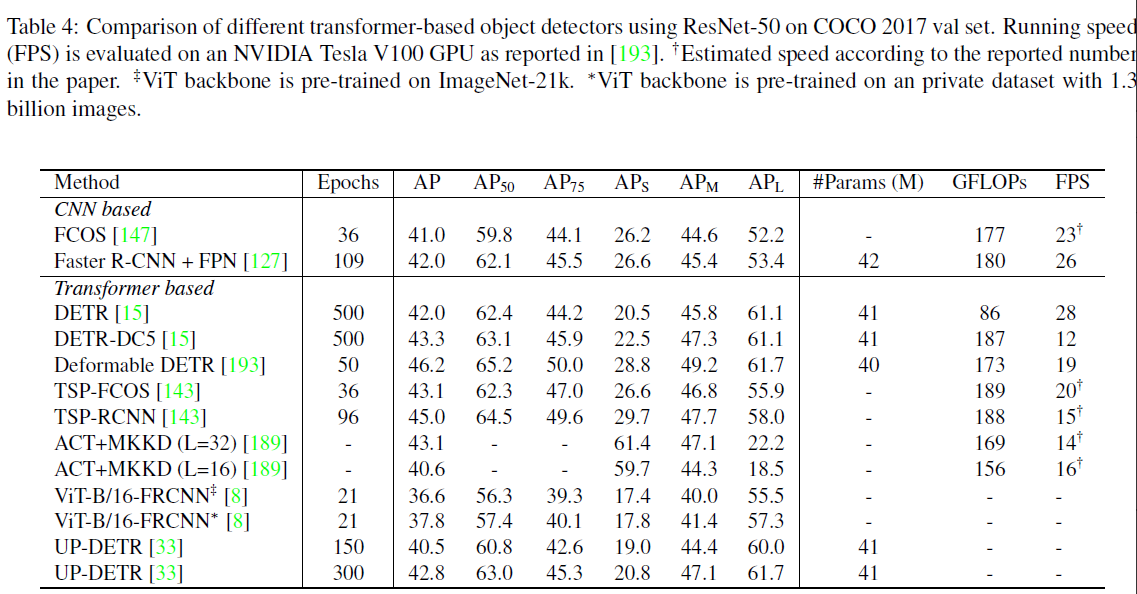 Table 4: Comparison of different transformer-based object detectors using ResNet-50 on COCO 2017 val set. Running speed
(FPS) is evaluated on an NVIDIA Tesla V100 GPU as reported in [193]. †Estimated speed according to the reported number
in the paper. ‡ViT backbone is pre-trained on ImageNet-21k. *ViT backbone is pre-trained on an private dataset with 1.3
billion images.
Method Epochs AP AP50 AP75 APS APM APL #Params (M) GFLOPs FPS
CNN based
FCOS [147] 36 41.0 59.8 44.1 26.2 44.6 52.2 - 177 23†
Faster R-CNN + FPN [127] 109 42.0 62.1 45.5 26.6 45.4 53.4 42 180 26
Transformer based
DETR [15] 500 42.0 62.4 44.2 20.5 45.8 61.1 41 86 28
DETR-DC5 [15] 500 43.3 63.1 45.9 22.5 47.3 61.1 41 187 12
Deformable DETR [193] 50 46.2 65.2 50.0 28.8 49.2 61.7 40 173 19
TSP-FCOS [143] 36 43.1 62.3 47.0 26.6 46.8 55.9 - 189 20†
TSP-RCNN [143] 96 45.0 64.5 49.6 29.7 47.7 58.0 - 188 15†
ACT+MKKD (L=32) [189] - 43.1 - - 61.4 47.1 22.2 - 169 14†
ACT+MKKD (L=16) [189] - 40.6 - - 59.7 44.3 18.5 - 156 16†
ViT-B/16-FRCNN‡ [8] 21 36.6 56.3 39.3 17.4 40.0 55.5 - - -
ViT-B/16-FRCNN* [8] 21 37.8 57.4 40.1 17.8 41.4 57.3 - - -
UP-DETR [33] 150 40.5 60.8 42.6 19.0 44.4 60.0 41 - -
UP-DETR [33] 300 42.8 63.0 45.3 20.8 47.1 61.7 41 - -